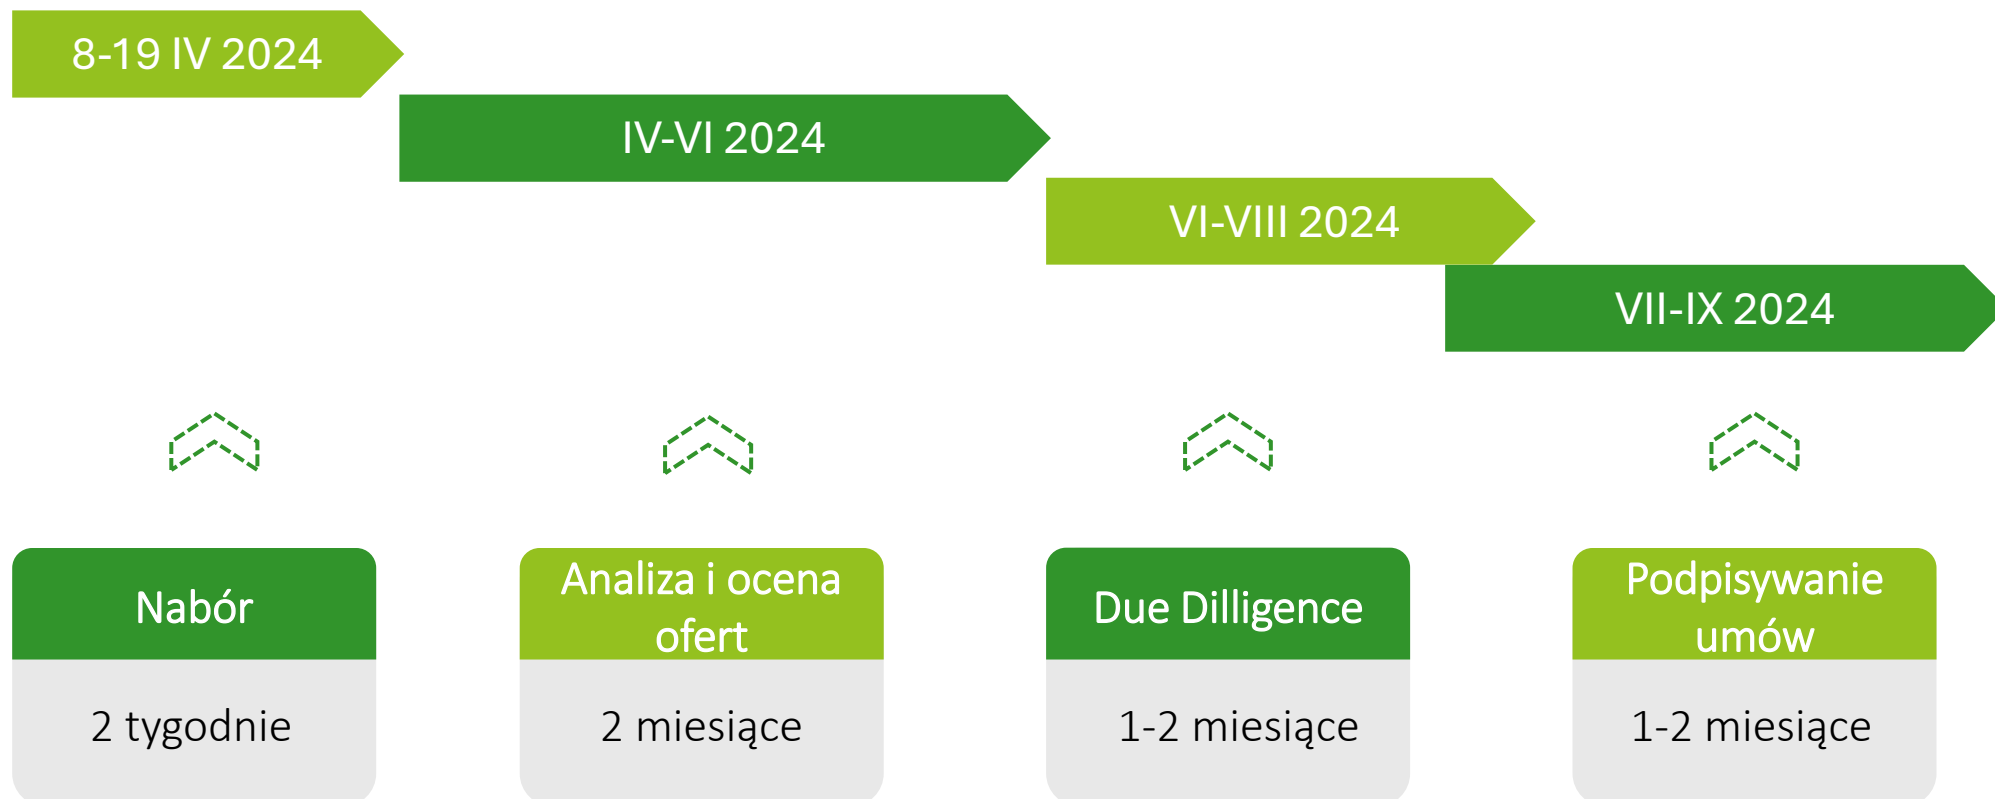 8-19 IV 2024
IV-VI 2024
VI-VIII 2024
VII-IX 2024
Nabór
2 tygodnie
Analiza i ocena
ofert
2 miesiące
Due Dilligence
1-2 miesiące
Podpisywanie
umów
1-2 miesiące